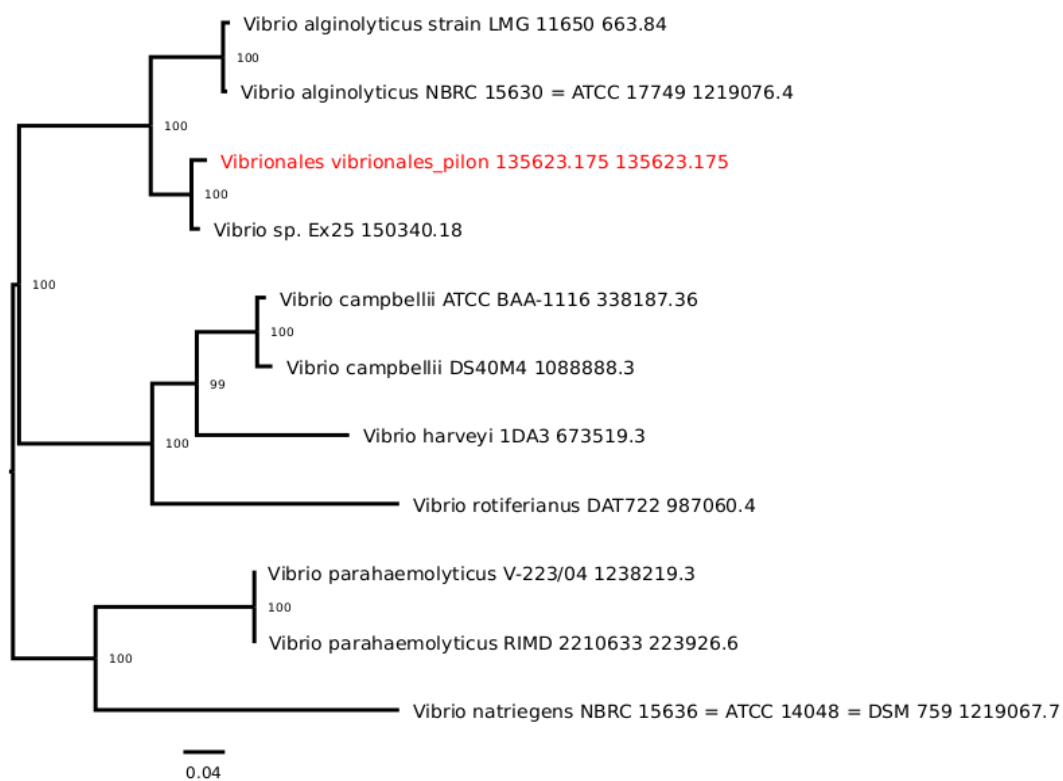 Vibrio alginolyticus strain LMG 11650 663.84
100
Vibrio alginolyticus NBRC 15630 = ATCC 17749 1219076.4
100
Vibrionales vibrionales_pilon 135623.175 135623.175
100
Vibrio sp. Ex25 150340.18
100
Vibrio campbellii ATCC BAA-1116 338187.36
100
Vibrio campbellii DS40M4 1088888.3
99
Vibrio harveyi 1DA3 673519.3
100
Vibrio rotiferianus DAT722 987060.4
Vibrio parahaemolyticus V-223/04 1238219.3
100
Vibrio parahaemolyticus RIMD 2210633 223926.6
100
Vibrio natriegens NBRC 15636 = ATCC 14048 = DSM 759 1219067.7
0.04